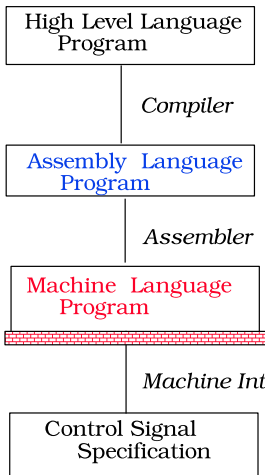 High Level Language
Program
Compiler
Assembly Language
Program
Assembler
Machine Language
Program
Machine Int
Control Signal
Specification